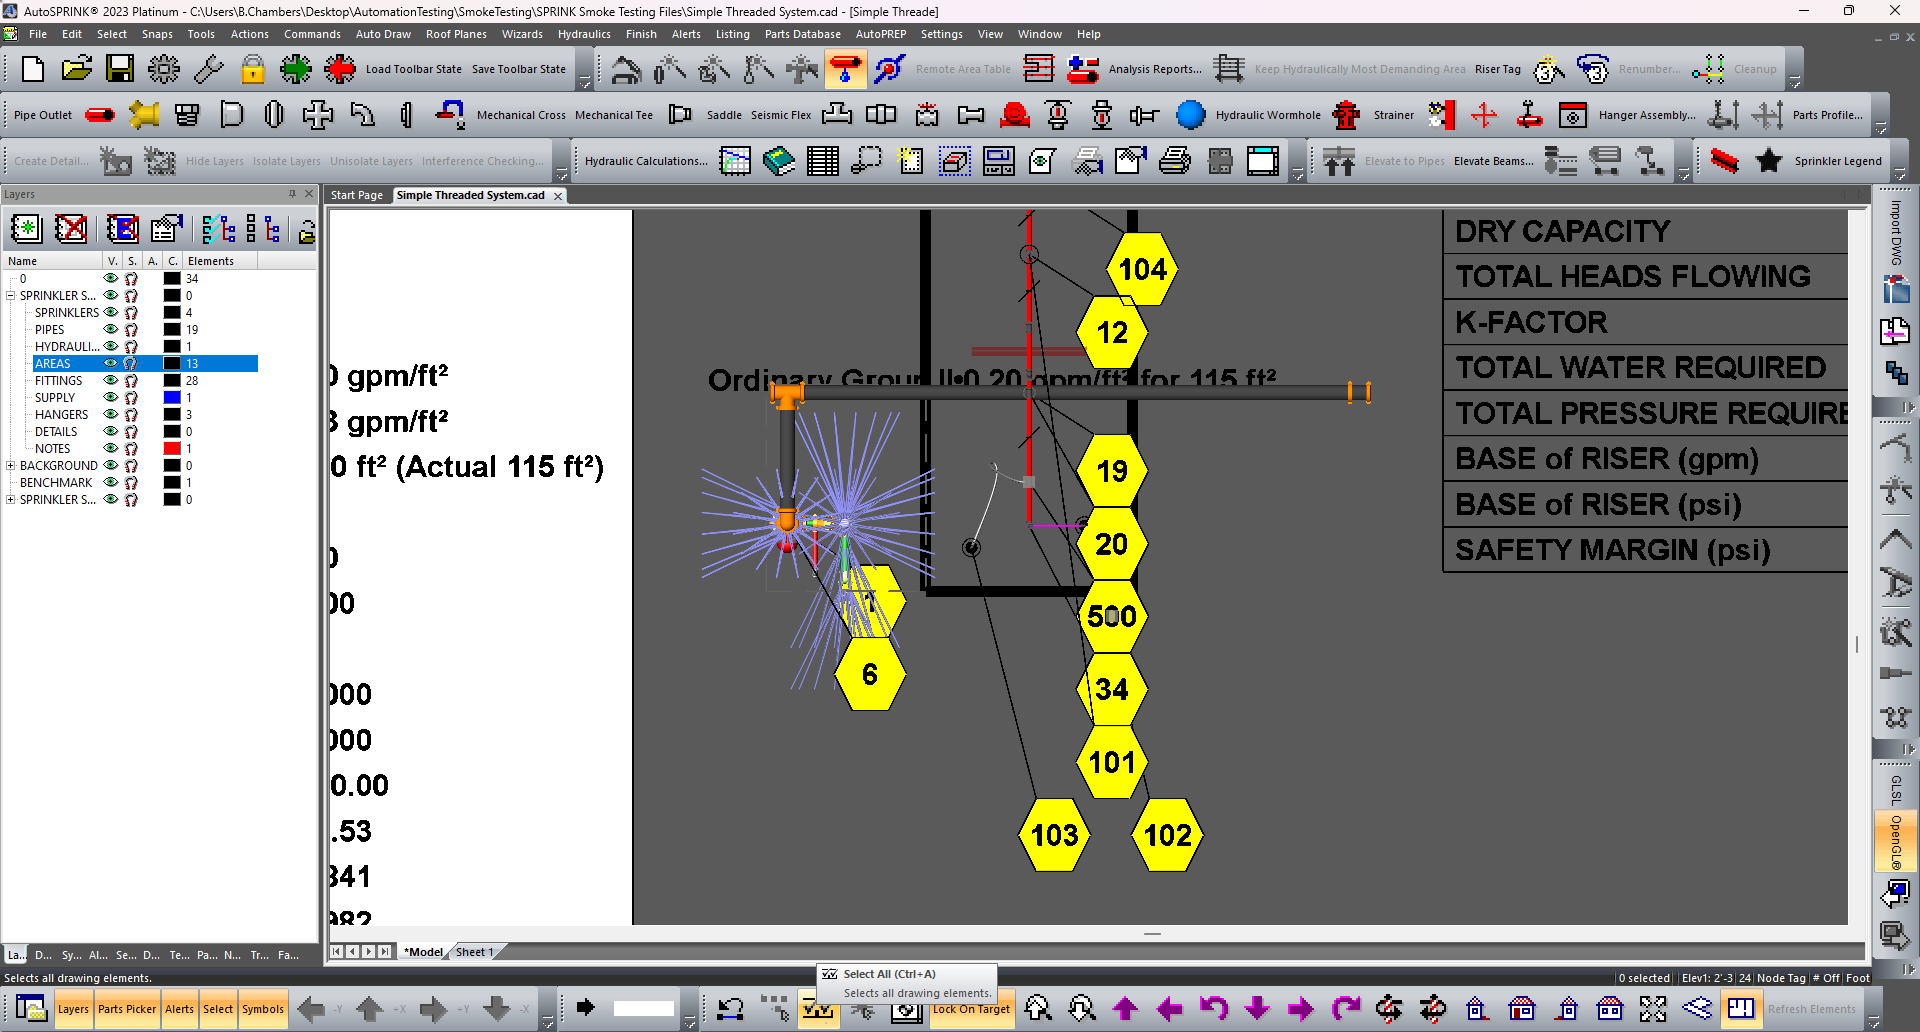 AutoSPRINK® 2023 Platinum - C:\Users\B.Chambers\Desktop\AutomationTesting\SmokeTesting\SPRINK Smoke Testing Files\Simple Threaded System.cad - [Simple Threade]
File Edit Select Snaps Tools Actions Commands Auto Draw Roof Planes Wizards Hydraulics Finish Alerts Listing Parts Database AutoPREP Settings View Window Help
Load Toolbar State Save Toolbar State Remote Area Table Analysis Reports... Keep Hydraulically Most Demanding Area Riser Tag Renumber... Cleanup
Pipe Outlet Mechanical Cross Mechanical Tee Saddle Seismic Flex Hydraulic Wormhole Strainer Hanger Assembly... Parts Profile...
Create Detail... Hide Layers Isolate Layers Unisolate Layers Interference Checking... Hydraulic Calculations... Elevate to Pipes Elevate Beams... Sprinkler Legend
Layers
Start Page Simple Threaded System.cad
Name V. S. A. C. Elements
0 34
SPRINKLER S... 0
SPRINKLERS 4
PIPES 19
HYDRAULI... 1
AREAS 13
FITTINGS 28
SUPPLY 1
HANGERS 3
DETAILS 0
NOTES 1
BACKGROUND 0
BENCHMARK 1
SPRINKLER S... 0
0 gpm/ft²
3 gpm/ft²
0 ft² (Actual 115 ft²)
0
00
000
000
0.00
.53
341
982
Ordinary Group II•0.20 gpm/ft² for 115 ft²
104
12
19
20
500
34
101
103
102
1
6
DRY CAPACITY
TOTAL HEADS FLOWING
K-FACTOR
TOTAL WATER REQUIRED
TOTAL PRESSURE REQUIRE
BASE of RISER (gpm)
BASE of RISER (psi)
SAFETY MARGIN (psi)
Import DWG
GLSL
OpenGL®
La... D... Sy... Al... Se... D... Te... Pa... N... Tr... Fa...
*Model Sheet 1
Select All (Ctrl+A)
Selects all drawing elements.
Selects all drawing elements.
0 selected Elev1: 2'-3 24 Node Tag # Off Foot
Layers Parts Picker Alerts Select Symbols -Y +X +Y -X Lock On Target Refresh Elements